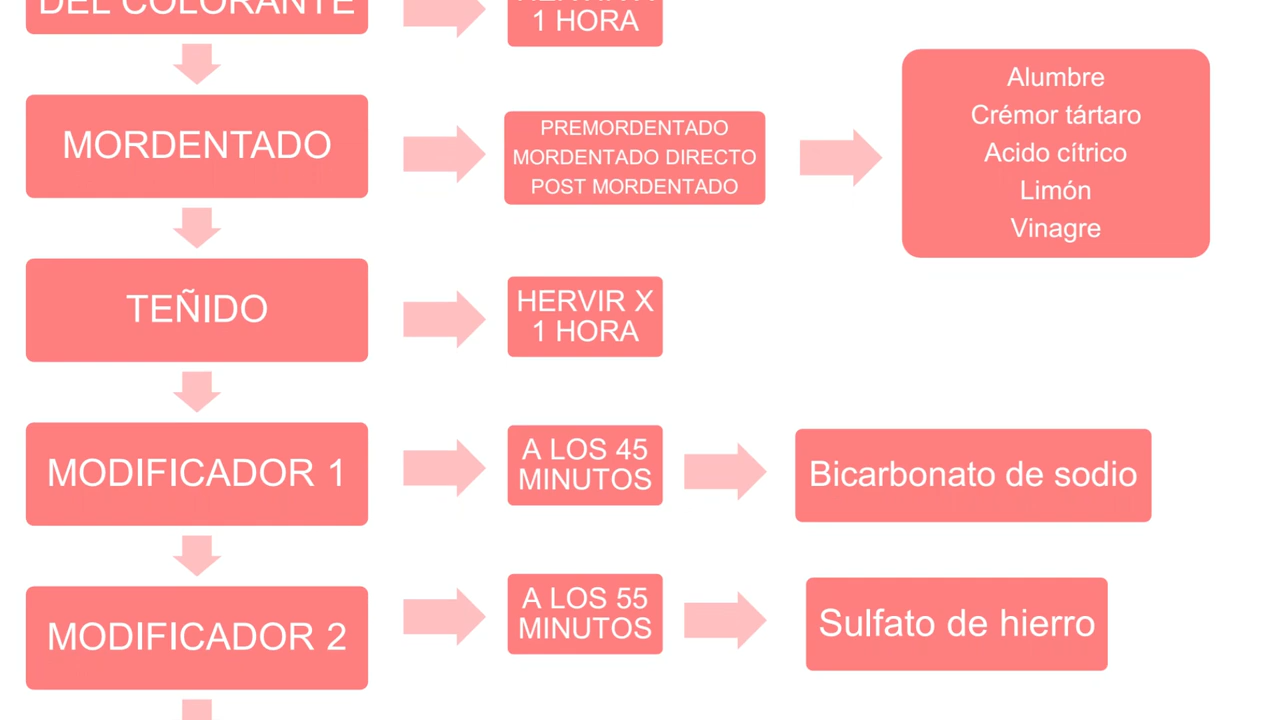 DEL COLORANTE
1 HORA
MORDENTADO
PREMORDENTADO
MORDENTADO DIRECTO
POST MORDENTADO
Alumbre
Crémor tártaro
Acido cítrico
Limón
Vinagre
TEÑIDO
HERVIR X
1 HORA
MODIFICADOR 1
A LOS 45
MINUTOS
Bicarbonato de sodio
MODIFICADOR 2
A LOS 55
MINUTOS
Sulfato de hierro